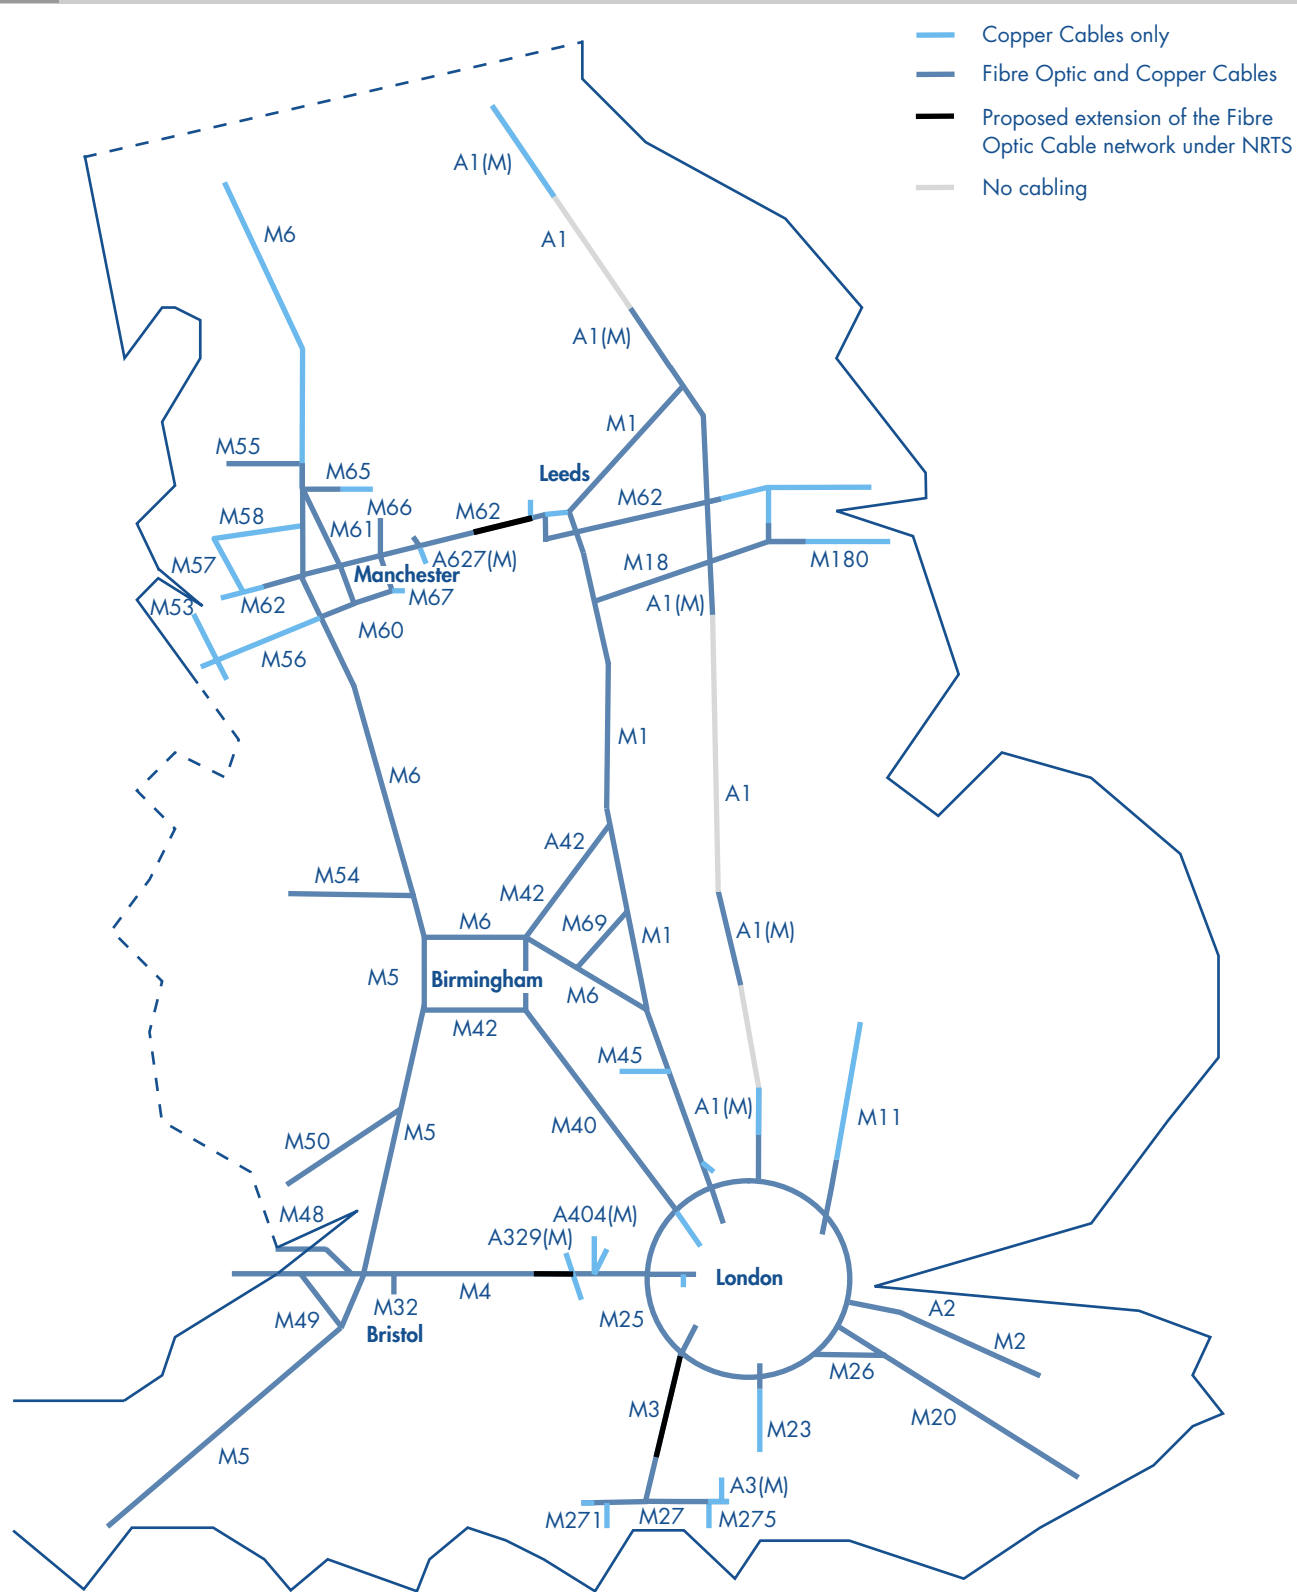 Copper Cables only
Fibre Optic and Copper Cables
Proposed extension of the Fibre
Optic Cable network under NRTS
No cabling
A1(M)
M6
A1
A1(M)
M1
M55
M65
Leeds
M66
M62
M62
M58
M61
A627(M)
M18
M180
M57
Manchester
M67
M53
M62
A1(M)
M60
M56
M1
M6
A1
A42
M54
M42
M6
M69
M1
A1(M)
M5
Birmingham
M6
M42
M45
A1(M)
M11
M40
M50
M5
M48
A404(M)
A329(M)
London
M4
M32
M49
M25
A2
Bristol
M2
M26
M3
M20
M23
M5
A3(M)
M271
M27
M275